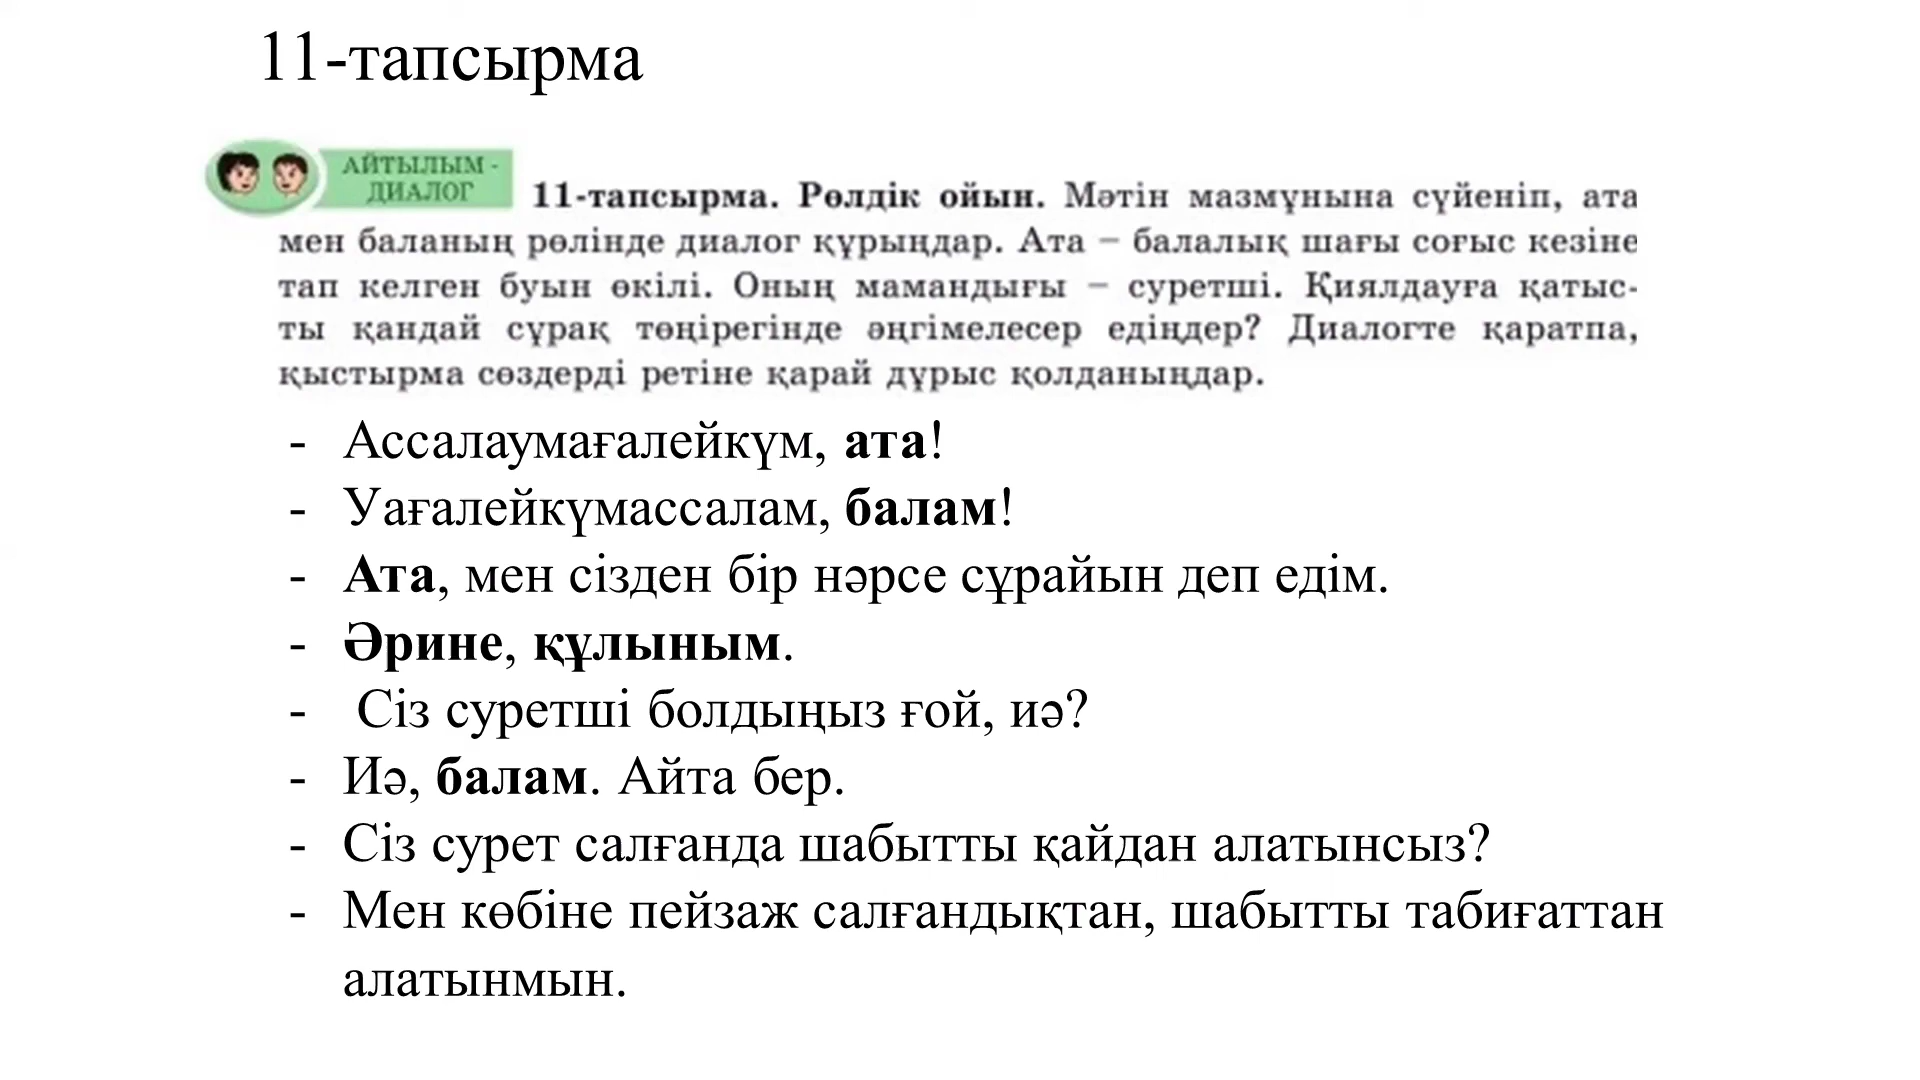 11-тапсырма
АЙТЫЛЫМ -
ДИАЛОГ
11-тапсырма. Рөлдік ойын. Мәтін мазмұнына сүйеніп, ата
мен баланың рөлінде диалог құрыңдар. Ата – балалық шағы соғыс кезіне
тап келген буын өкілі. Оның мамандығы – суретші. Қиялдауға қатыс-
ты қандай сұрақ төңірегінде әңгімелесер едіңдер? Диалогте қаратпа,
қыстырма сөздерді ретіне қарай дұрыс қолданыңдар.
- Ассалаумағалейкүм, ата!
- Уағалейкүмассалам, балам!
- Ата, мен сізден бір нәрсе сұрайын деп едім.
- Әрине, құлыным.
- Сіз суретші болдыңыз ғой, иә?
- Иә, балам. Айта бер.
- Сіз сурет салғанда шабытты қайдан алатынсыз?
- Мен көбіне пейзаж салғандықтан, шабытты табиғаттан
алатынмын.